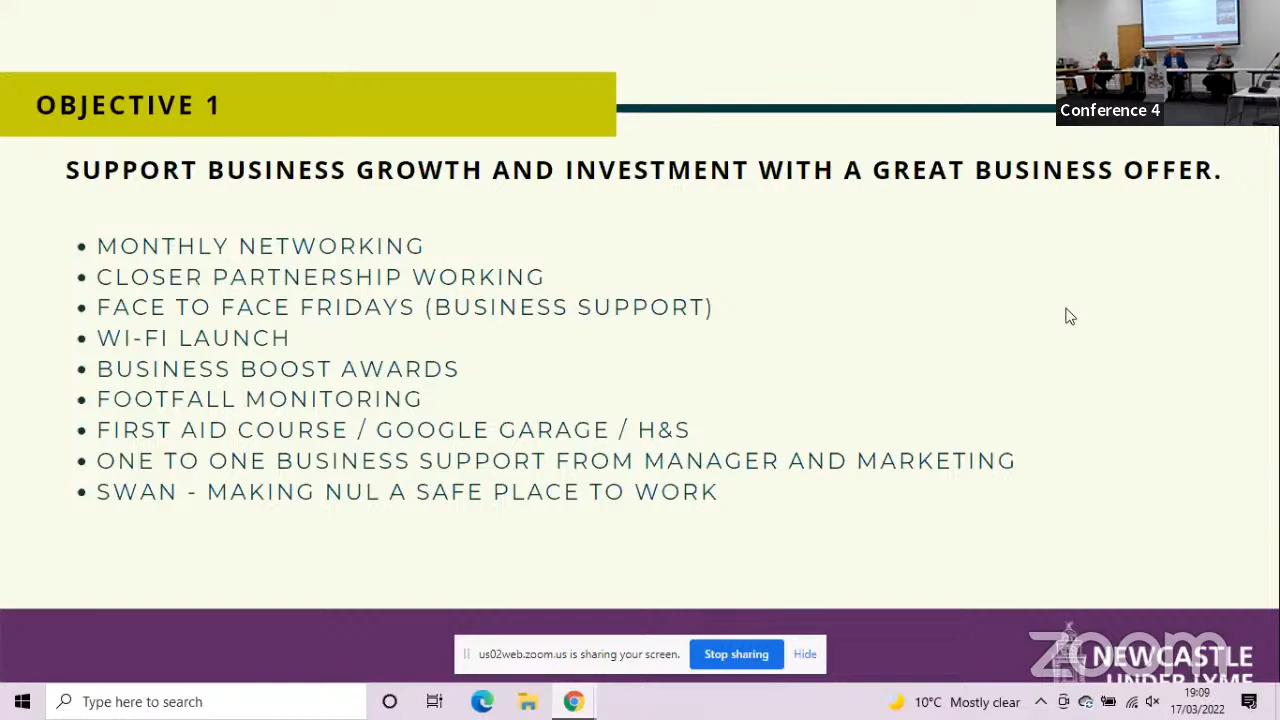 OBJECTIVE 1
Conference 4
SUPPORT BUSINESS GROWTH AND INVESTMENT WITH A GREAT BUSINESS OFFER.
• MONTHLY NETWORKING
• CLOSER PARTNERSHIP WORKING
• FACE TO FACE FRIDAYS (BUSINESS SUPPORT)
• WI-FI LAUNCH
• BUSINESS BOOST AWARDS
• FOOTFALL MONITORING
• FIRST AID COURSE / GOOGLE GARAGE / H&S
• ONE TO ONE BUSINESS SUPPORT FROM MANAGER AND MARKETING
• SWAN - MAKING NUL A SAFE PLACE TO WORK
us02web.zoom.us is sharing your screen.
Stop sharing
Hide
zoom
NEWCASTLE
UNDER LYME
Type here to search
10°C Mostly clear
19:09
17/03/2022